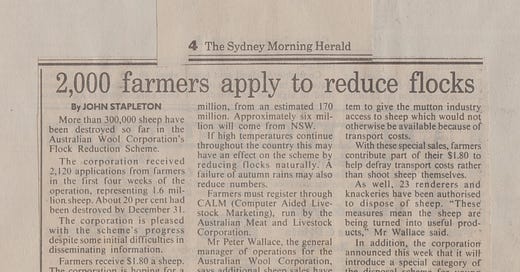 4 The Sydney Morning Herald
2,000 farmers apply to reduce flocks
By JOHN STAPLETON
More than 300,000 sheep have
been destroyed so far in the
Australian Wool Corporation's
Flock Reduction Scheme.
The corporation received
2,120 applications from farmers
in the first four weeks of the
operation, representing 1.6 mil-
lion sheep. About 20 per cent had
been destroyed by December 31.
The corporation is pleased
with the scheme's progress
despite some initial difficulties in
disseminating information.
Farmers receive $1.80 a sheep.
The corporation is hoping for a
million, from an estimated 170
million. Approximately six mil-
lion will come from NSW.
If high temperatures continue
throughout the country this may
have an effect on the scheme by
reducing flocks naturally. A
failure of autumn rains may also
reduce numbers.
Farmers must register through
CALM (Computer Aided Live-
stock Marketing), run by the
Australian Meat and Livestock
Corporation.
Mr Peter Wallace, the general
manager of operations for the
Australian Wool Corporation,
says additional sheep sales have
tem to give the mutton industry
access to sheep which would not
otherwise be available because of
transport costs.
With these special sales, farmers
contribute part of their $1.80 to
help defray transport costs rather
than shoot sheep themselves.
As well, 23 renderers and
knackeries have been authorised
to dispose of sheep. "These
measures mean the sheep are
being turned into useful prod-
ucts," Mr Wallace said.
In addition, the corporation
announced this week that it will
introduce a special category of